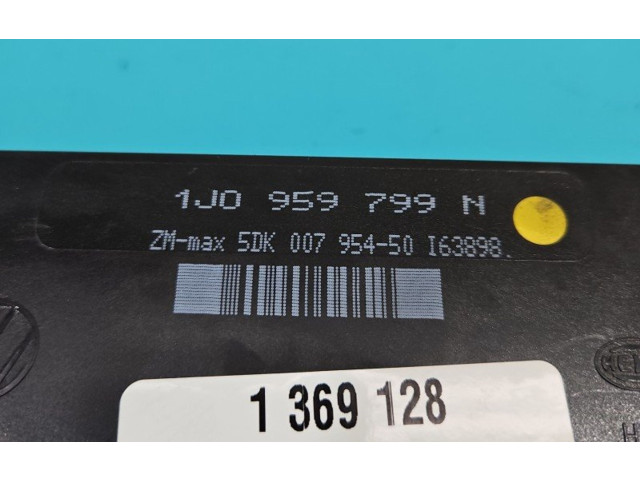 1J0 959 799 N
ZM-max 5DK 007 954-50 I63898.
1 369 128
H